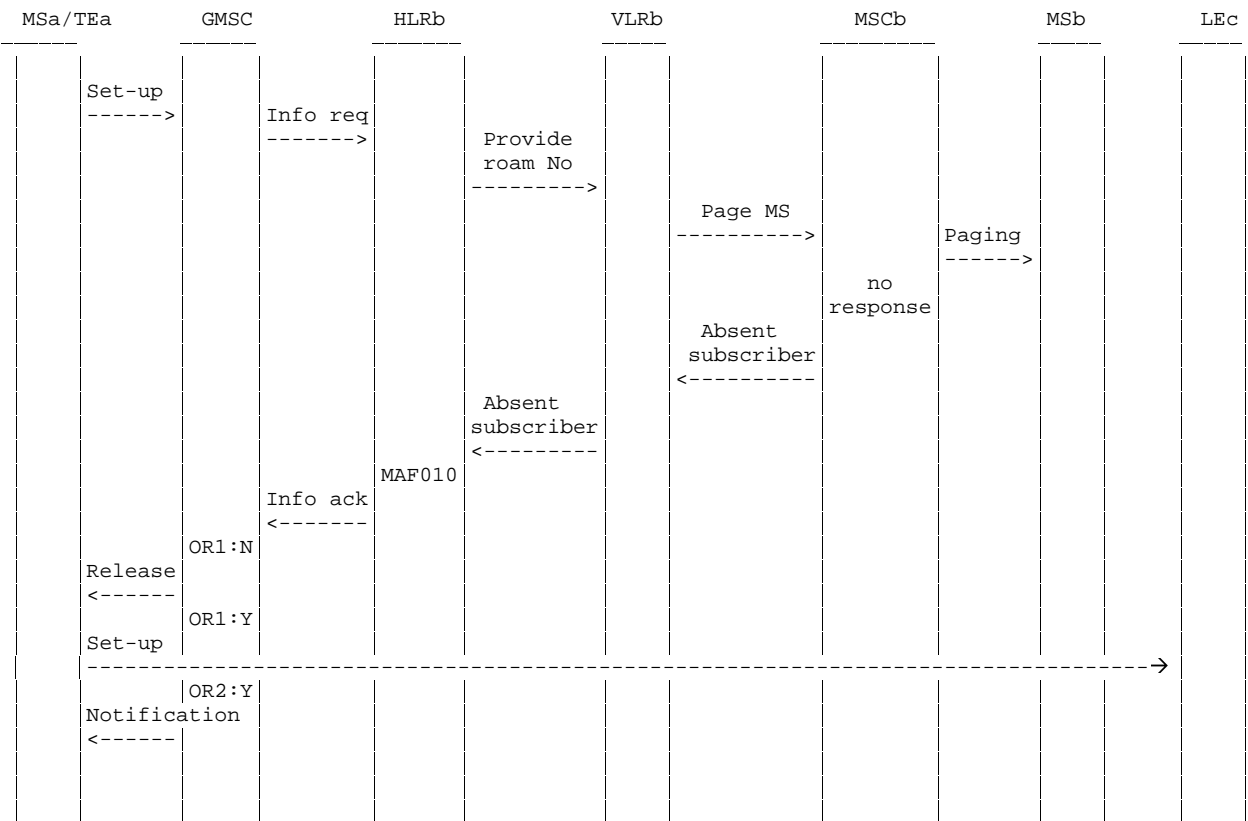 MSa/TEa GMSC HLRb VLRb MSCb MSb LEc
Set-up
------> Info req
-------> Provide
roam No
--------->
Page MS
----------> Paging
------>
no
response
Absent
subscriber
<----------
Absent
subscriber
<---------
MAF010
Info ack
<-------
OR1:N
Release
<------
OR1:Y
Set-up
----------------------------------------------------------------------------------->
OR2:Y
Notification
<------